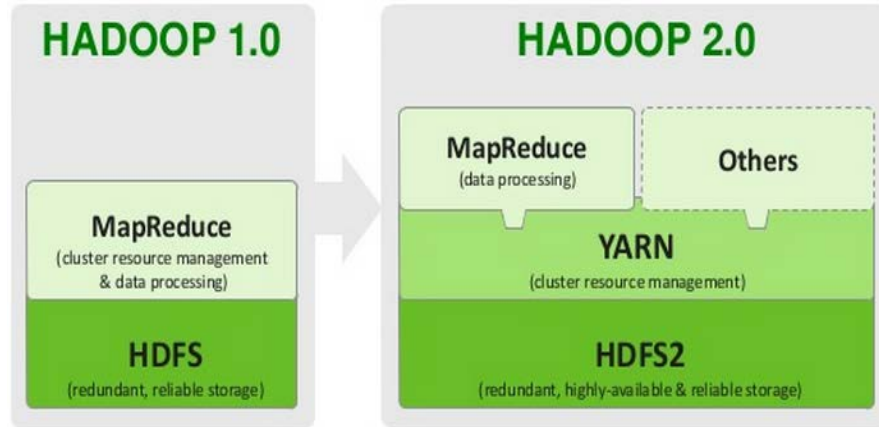 HADOOP 1.0
MapReduce
(cluster resource management
& data processing)
HDFS
(redundant, reliable storage)
HADOOP 2.0
MapReduce
(data processing)
Others
YARN
(cluster resource management)
HDFS2
(redundant, highly-available & reliable storage)